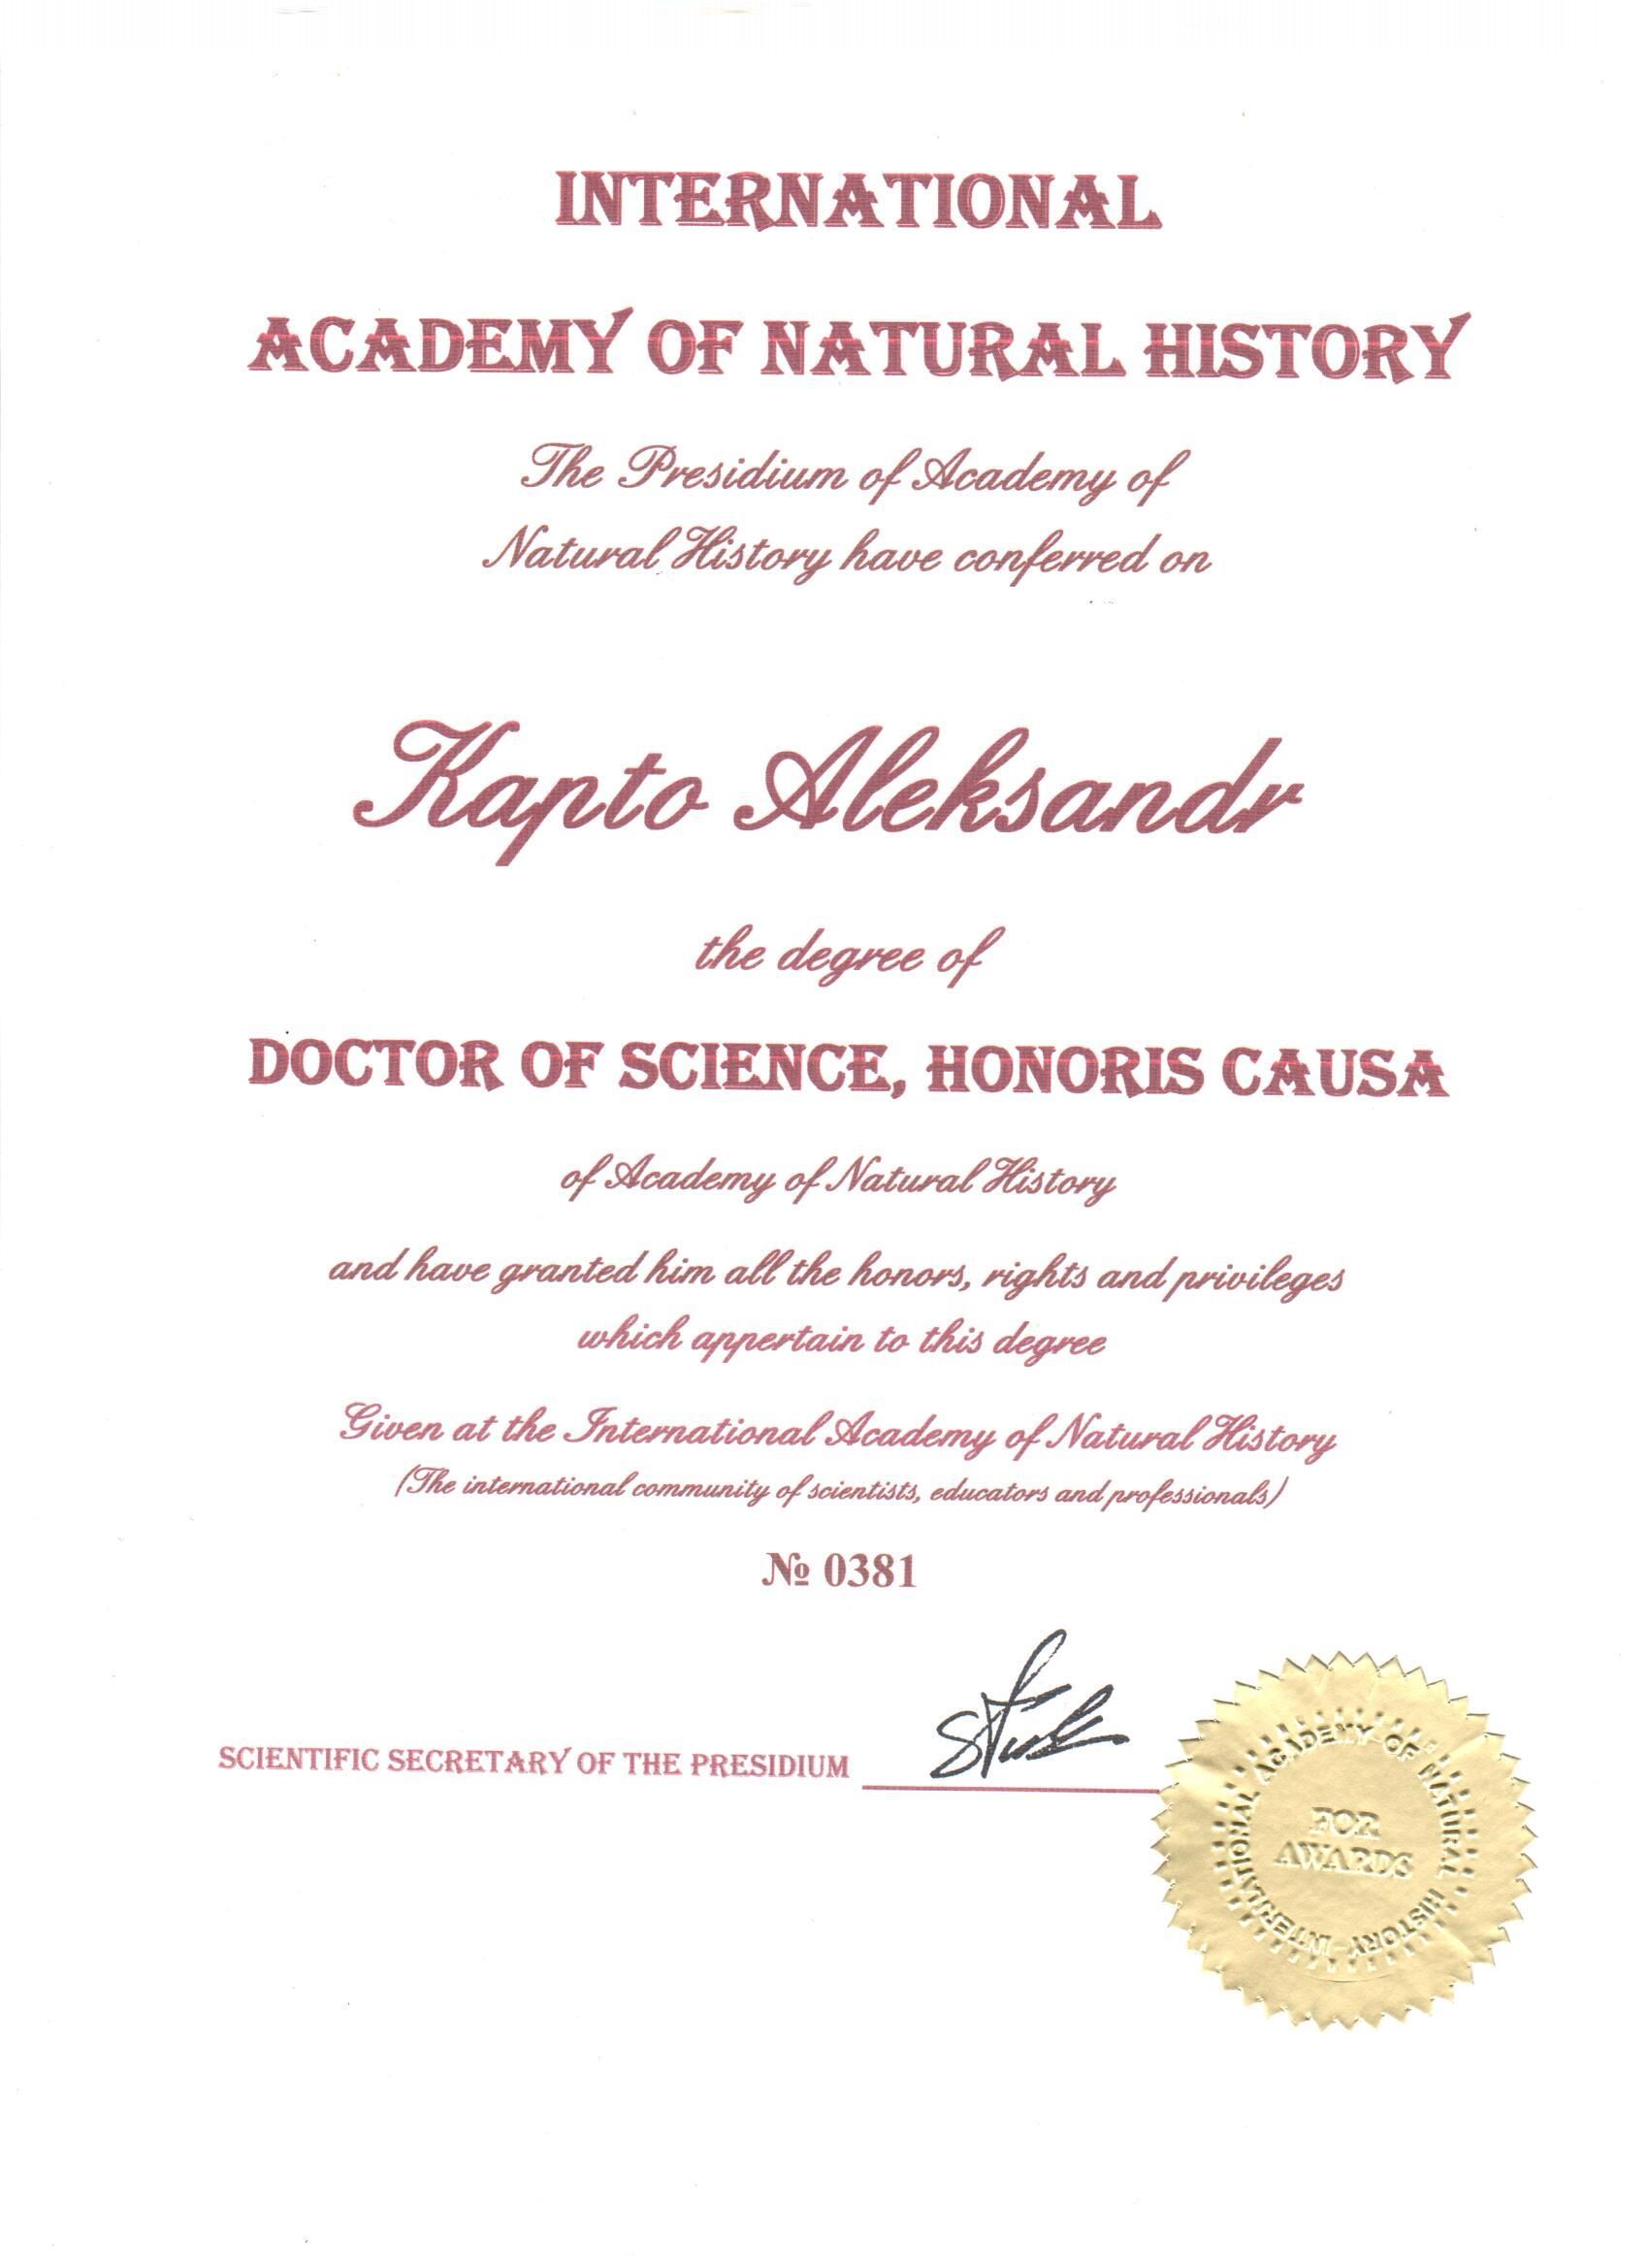 INTERNATIONAL
ACADEMY OF NATURAL HISTORY
The Presidium of Academy of
Natural History have conferred on
Kapto Aleksandr
the degree of
DOCTOR OF SCIENCE, HONORIS CAUSA
of Academy of Natural History
and have granted him all the honors, rights and privileges
which appertain to this degree
Given at the International Academy of Natural History
(The international community of scientists, educators and professionals)
№ 0381
SCIENTIFIC SECRETARY OF THE PRESIDIUM
INTERNATIONAL ACADEMY OF NATURAL HISTORY
FOR
AWARDS